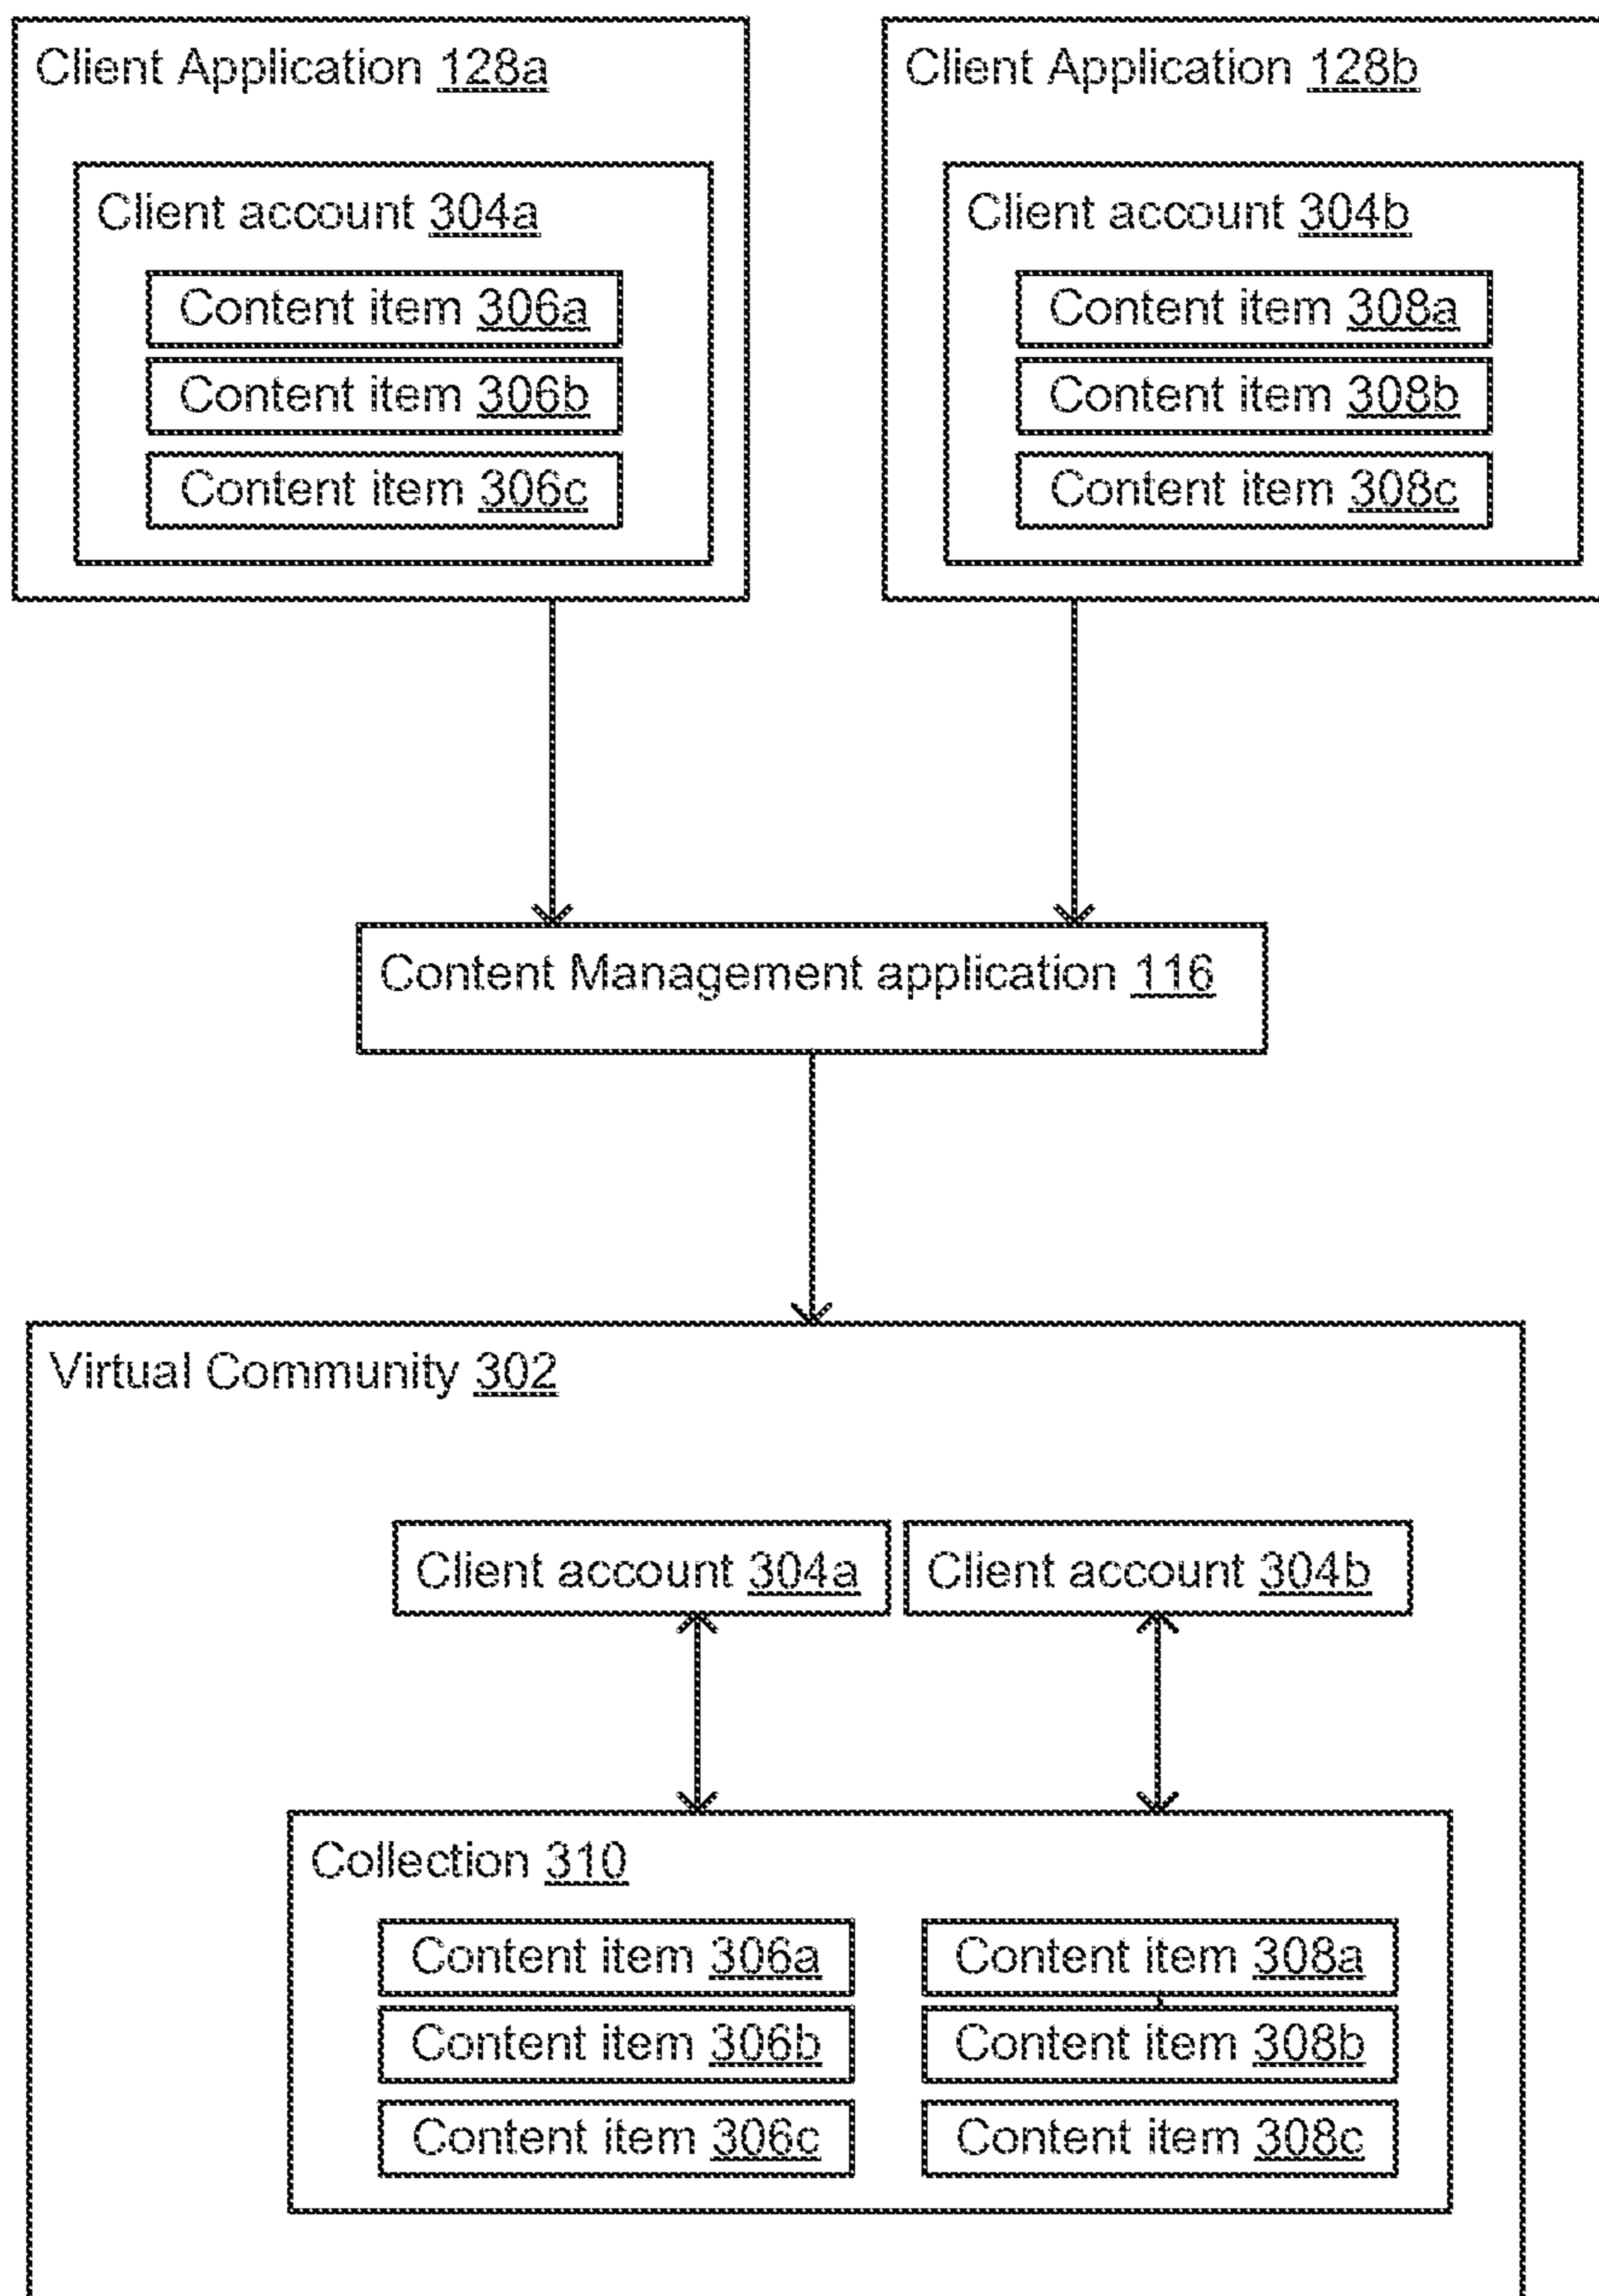 Client Application 128a
Client account 304a
Content item 306a
Content item 306b
Content item 306c
Client Application 128b
Client account 304b
Content item 308a
Content item 308b
Content item 308c
Content Management application 116
Virtual Community 302
Client account 304a
Client account 304b
Collection 310
Content item 306a
Content item 306b
Content item 306c
Content item 308a
Content item 308b
Content item 308c